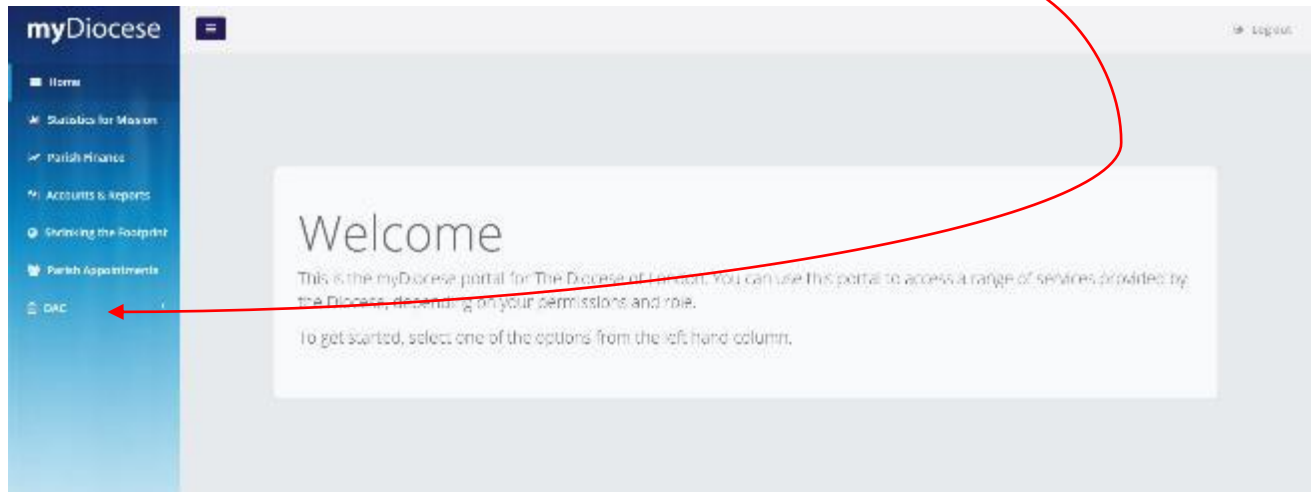 myDiocese
Logout
Home
Statistics for Mission
Parish Finance
Accounts & Reports
Shrinking the Footprint
Parish Appointments
DAC
Welcome
This is the myDiocese portal for The Diocese of London. You can use this portal to access a range of services provided by
the Diocese, depending on your permissions and role.
To get started, select one of the options from the left hand column.